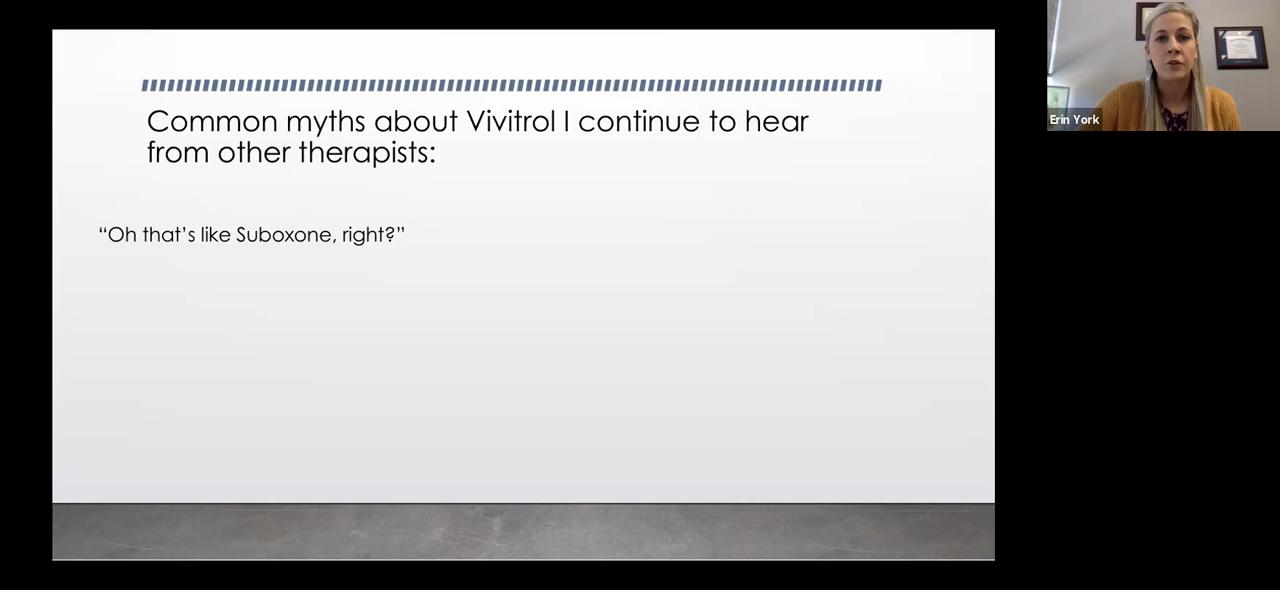 Common myths about Vivitrol I continue to hear
from other therapists:
“Oh that’s like Suboxone, right?”
Erin York